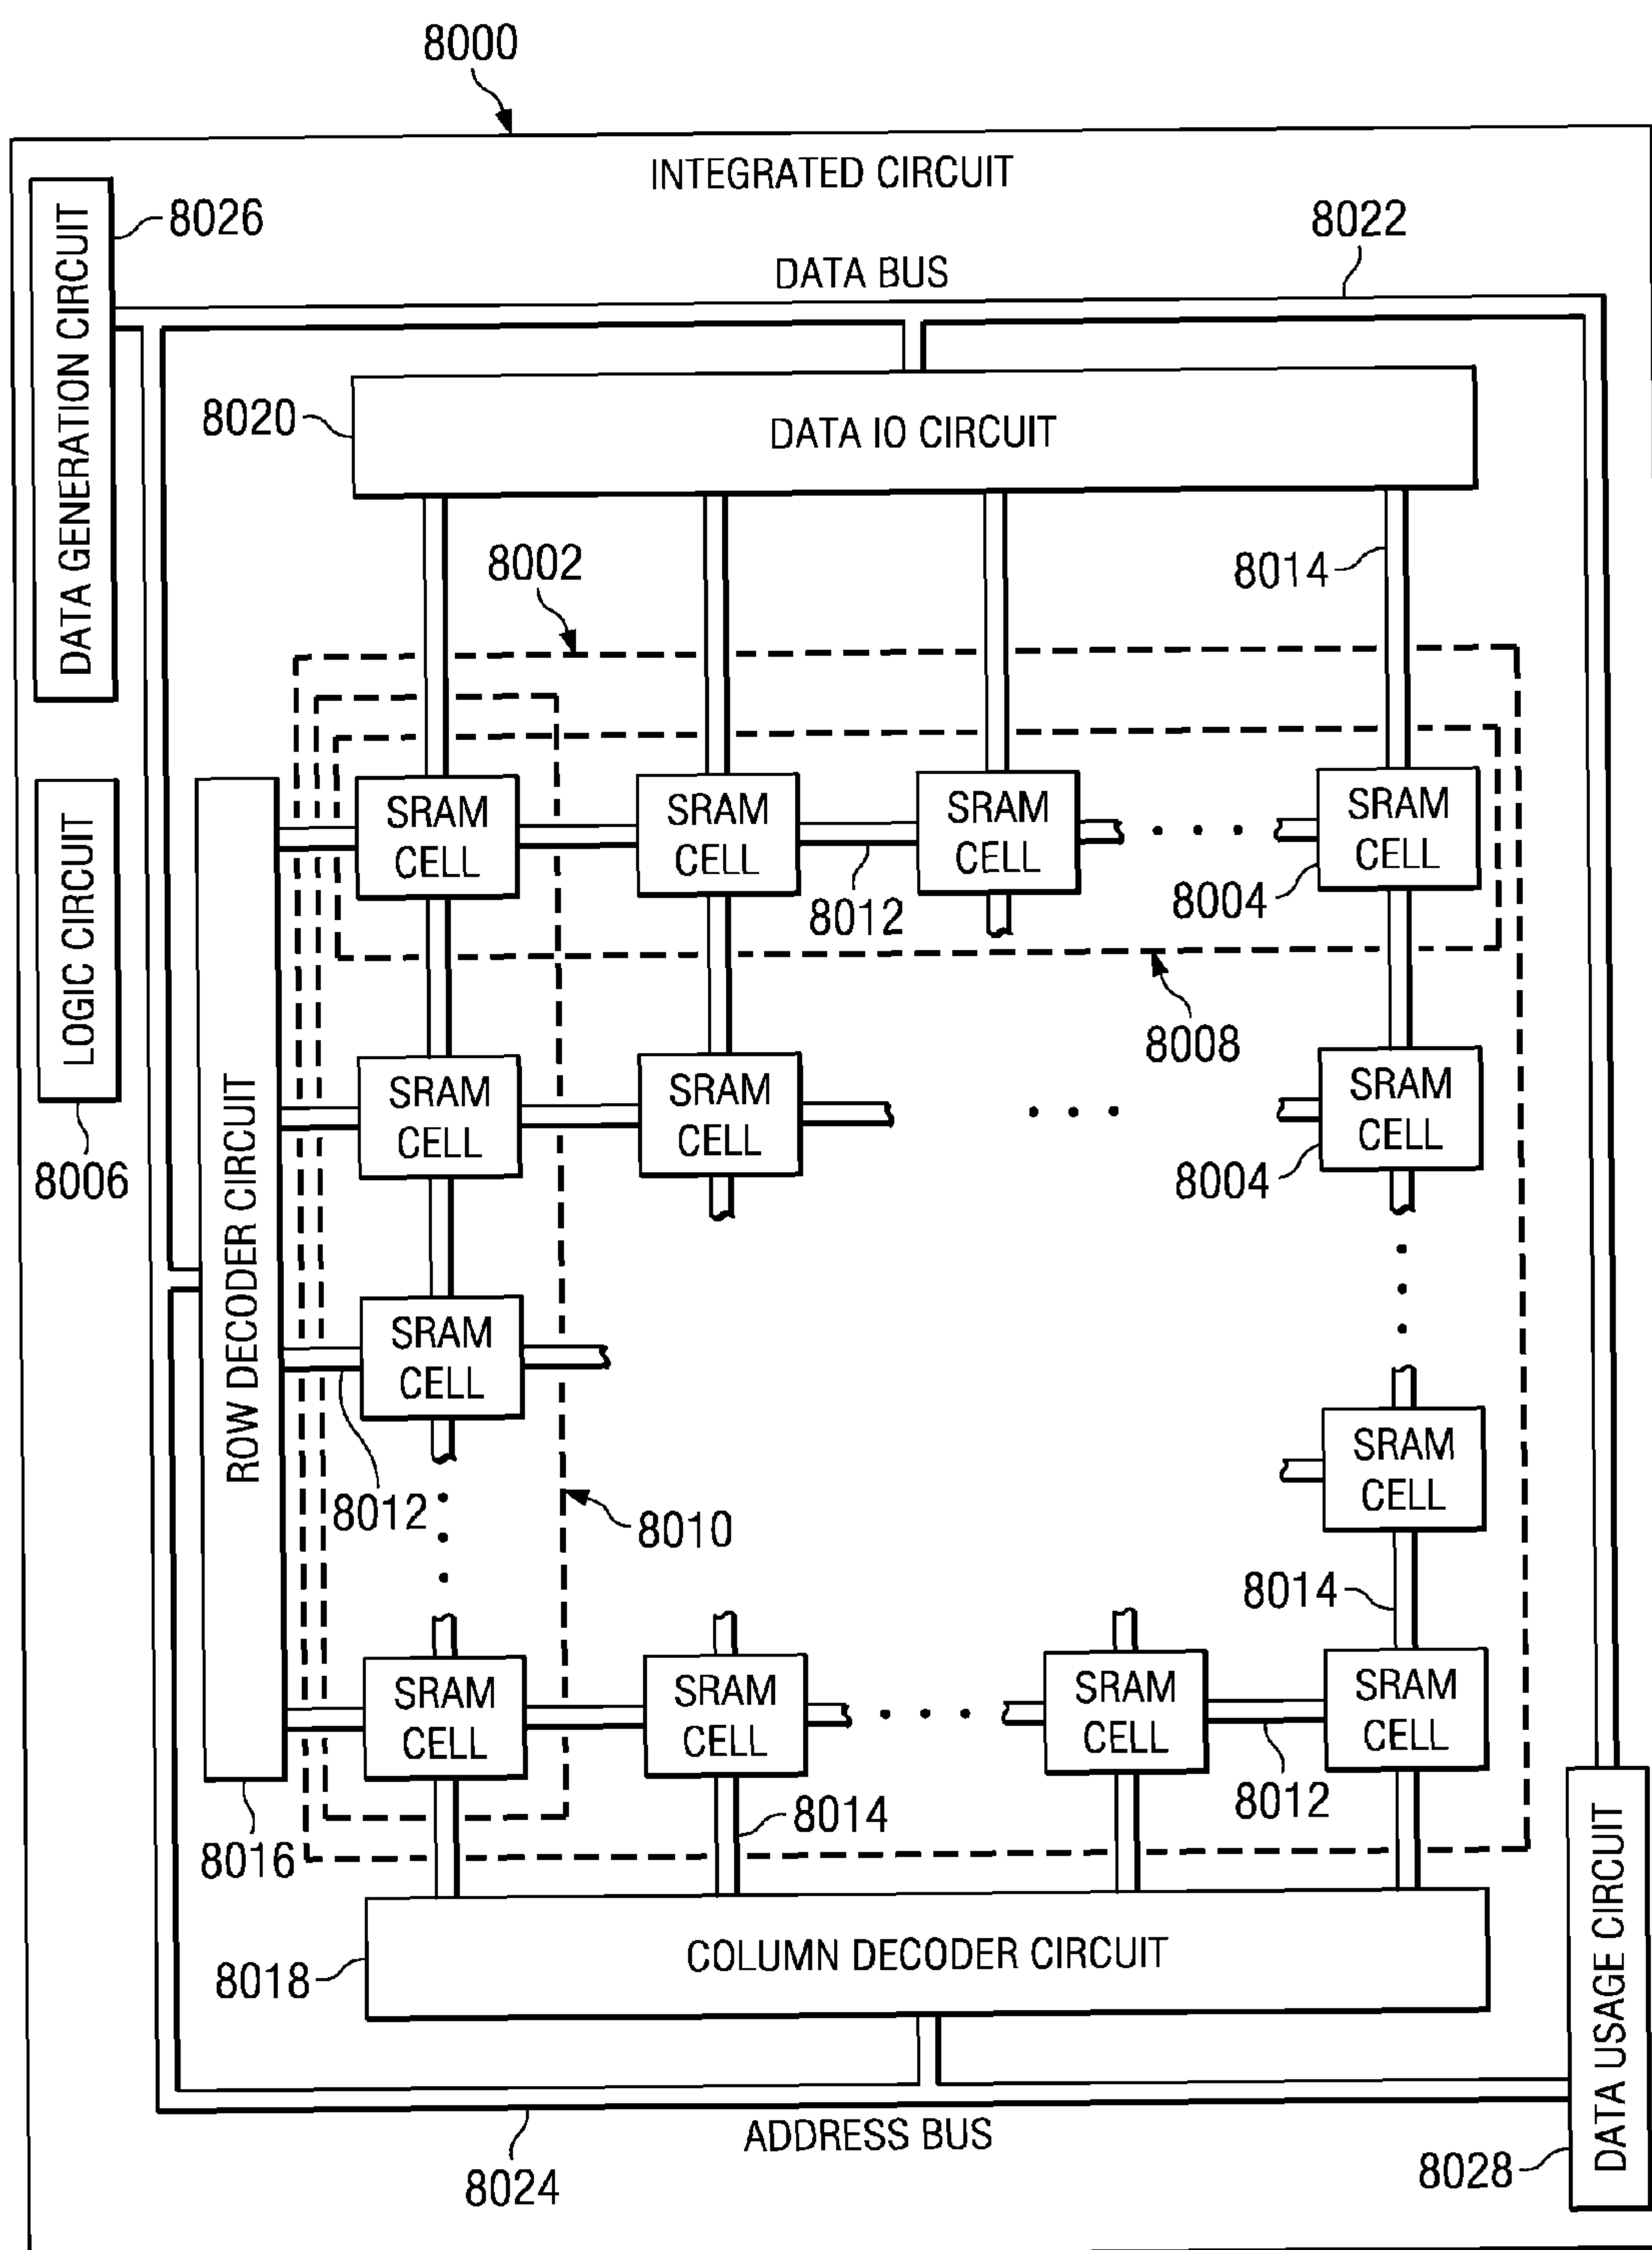 8000
INTEGRATED CIRCUIT
DATA GENERATION CIRCUIT
8026
8022
DATA BUS
8020
DATA IO CIRCUIT
8002
8014
SRAM
CELL
SRAM
CELL
SRAM
CELL
SRAM
CELL
8012
8004
LOGIC CIRCUIT
8006
8008
SRAM
CELL
SRAM
CELL
SRAM
CELL
8004
ROW DECODER CIRCUIT
SRAM
CELL
8012
8010
SRAM
CELL
8014
SRAM
CELL
SRAM
CELL
SRAM
CELL
SRAM
CELL
8012
8014
8016
8018
COLUMN DECODER CIRCUIT
DATA USAGE CIRCUIT
ADDRESS BUS
8024
8028